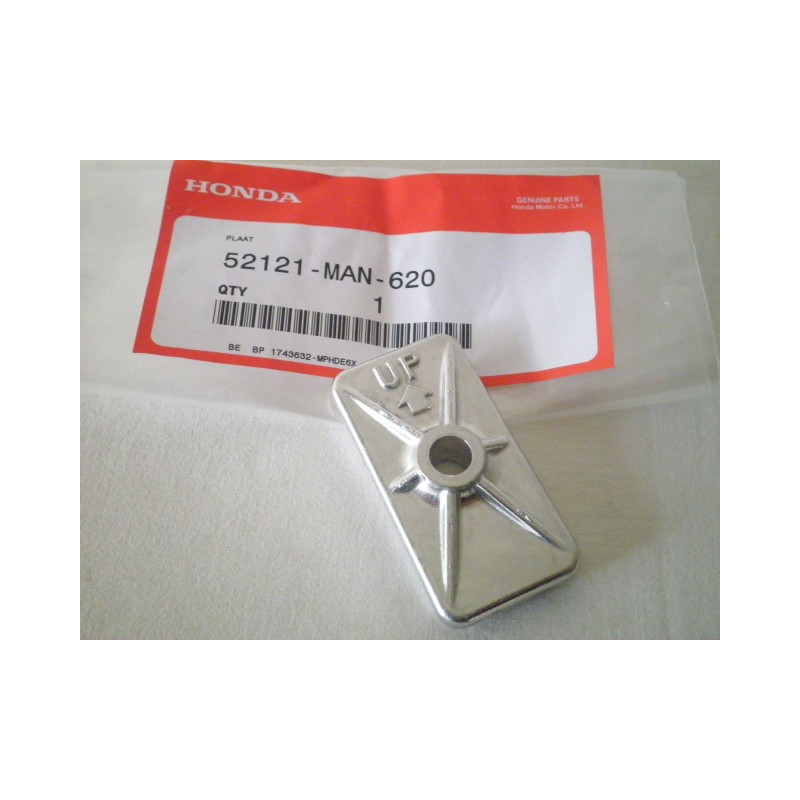 HONDA
GENUINE PARTS
Honda Motor Co. Ltd.
PLAAT
52121-MAN-620
QTY 1
BE BP 1743632-MPHDE6X
UP